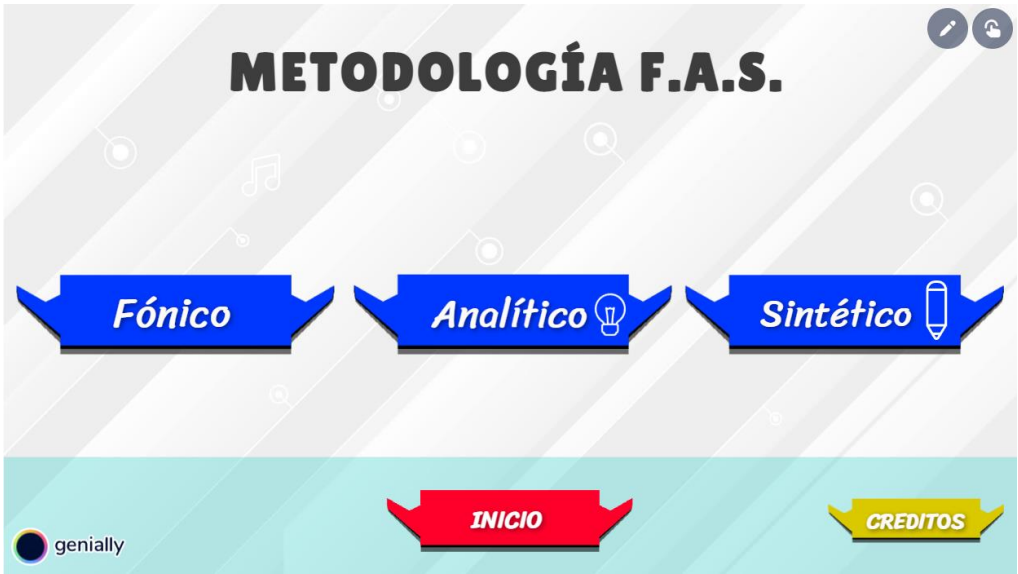 METODOLOGÍA F.A.S.
Fónico
Analítico
Sintético
INICIO
CREDITOS
genially